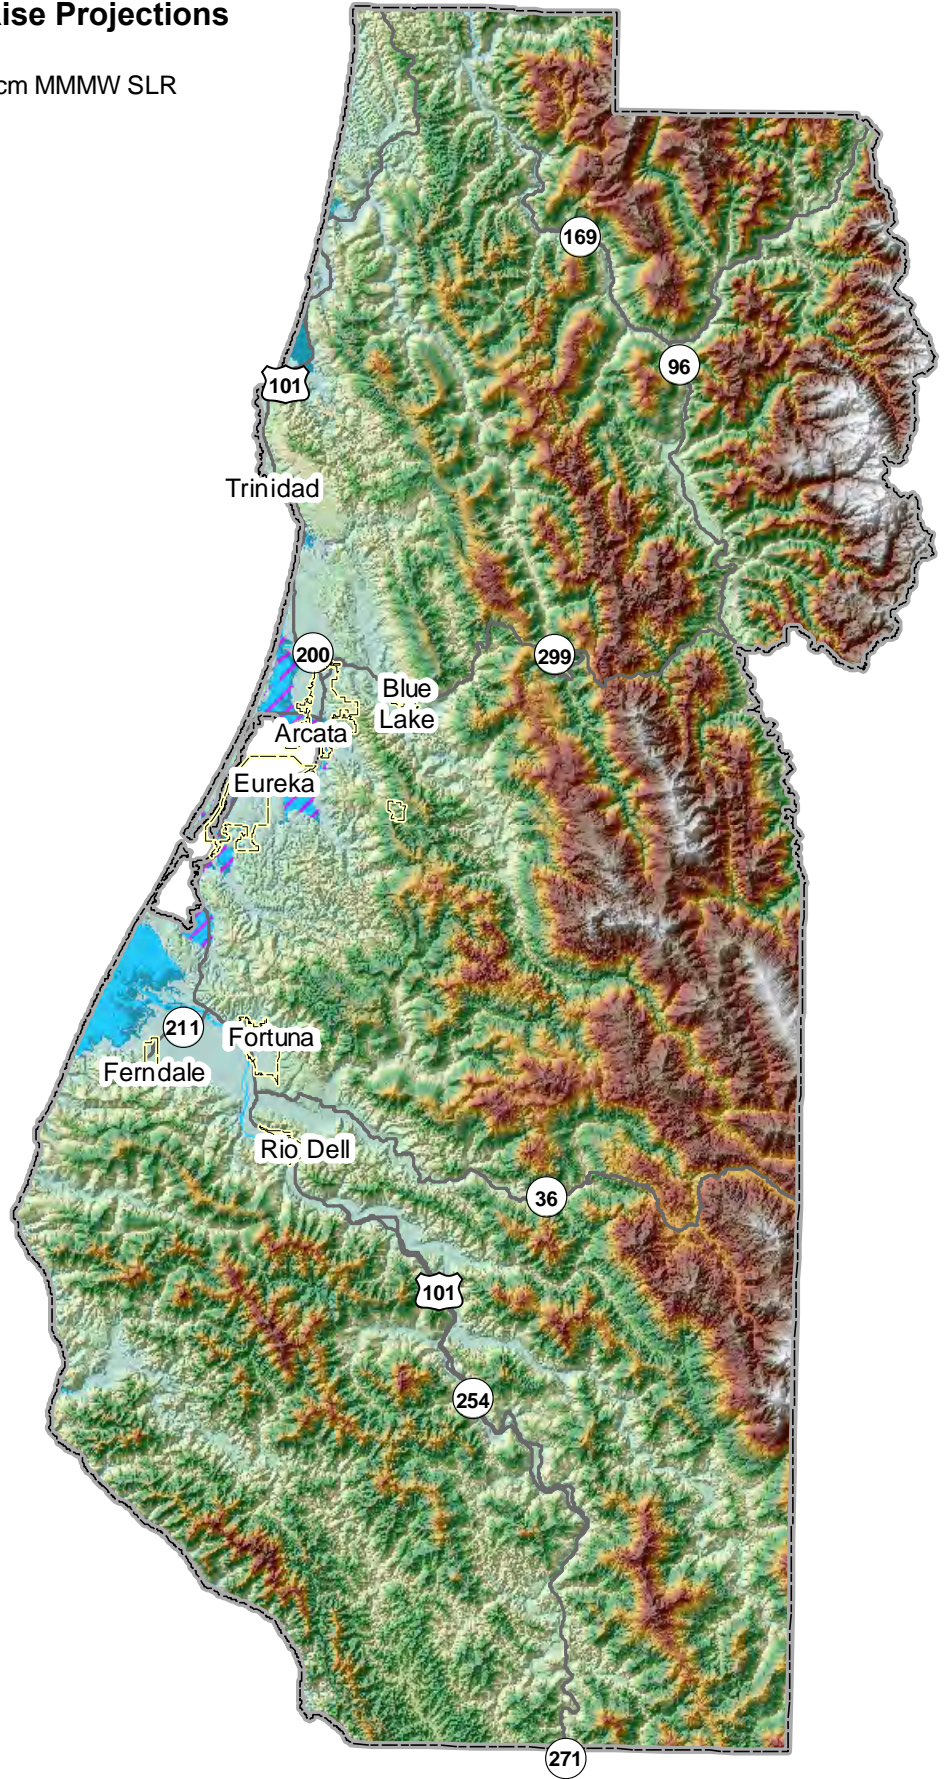 Rise Projections
cm MMMW SLR
169
96
101
Trinidad
200
299
Blue
Lake
Arcata
Eureka
211
Fortuna
Ferndale
Rio Dell
36
101
254
271